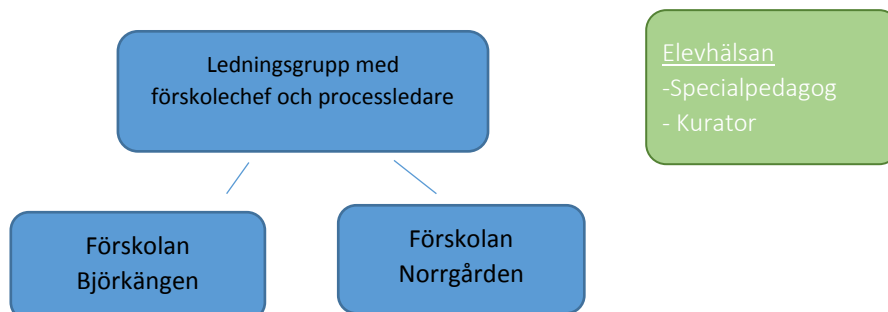 Ledningsgrupp med
förskolechef och processledare
Elevhälsan
-Specialpedagog
- Kurator
Förskolan
Björkängen
Förskolan
Norrgården